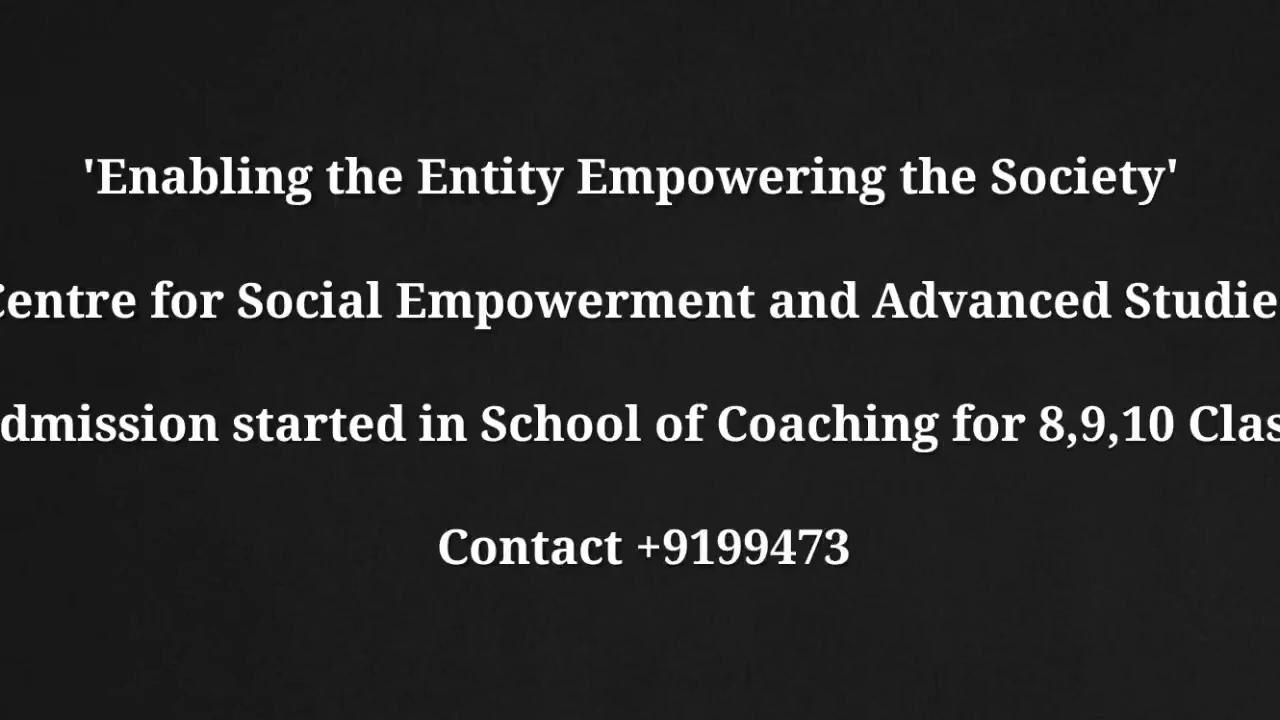 'Enabling the Entity Empowering the Society'
Centre for Social Empowerment and Advanced Studie
dmission started in School of Coaching for 8,9,10 Clas
Contact +9199473